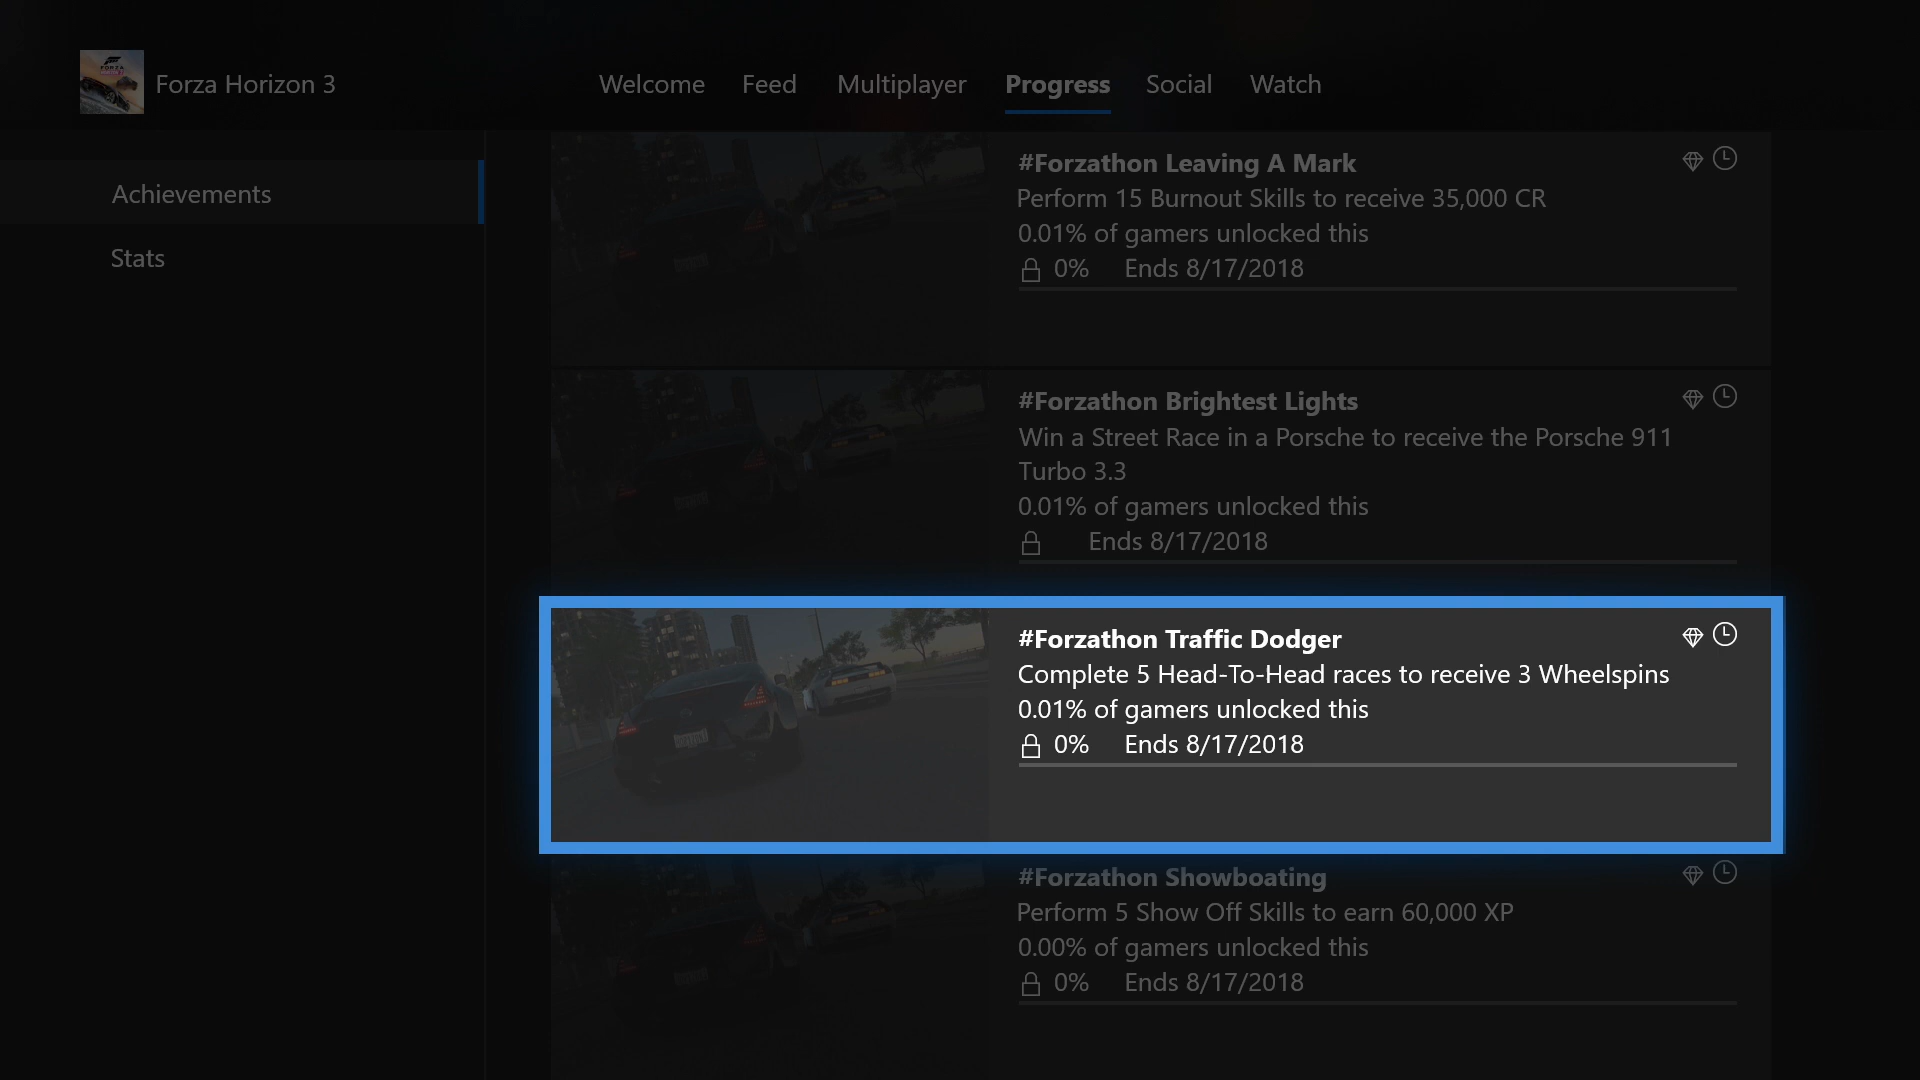 Forza Horizon 3
Welcome
Feed
Multiplayer
Progress
Social
Watch
Achievements
Stats
#Forzathon Leaving A Mark
Perform 15 Burnout Skills to receive 35,000 CR
0.01% of gamers unlocked this
0% Ends 8/17/2018
#Forzathon Brightest Lights
Win a Street Race in a Porsche to receive the Porsche 911
Turbo 3.3
0.01% of gamers unlocked this
Ends 8/17/2018
#Forzathon Traffic Dodger
Complete 5 Head-To-Head races to receive 3 Wheelspins
0.01% of gamers unlocked this
0% Ends 8/17/2018
#Forzathon Showboating
Perform 5 Show Off Skills to earn 60,000 XP
0.00% of gamers unlocked this
0% Ends 8/17/2018